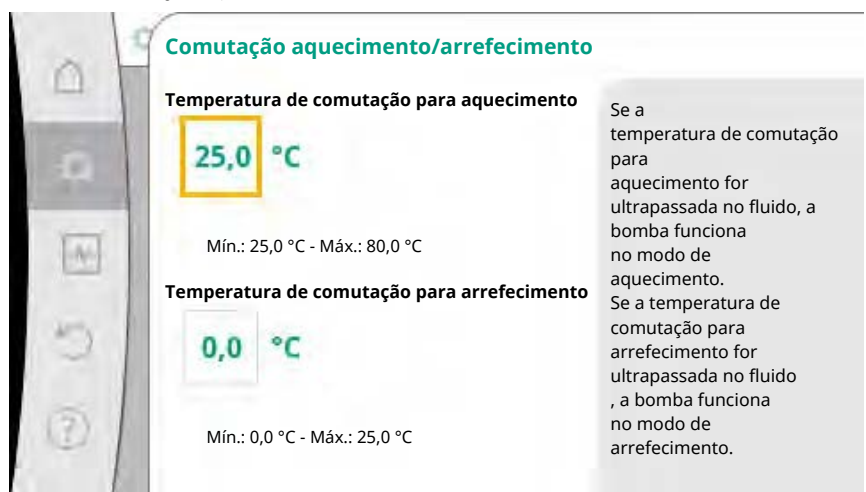 Comutação aquecimento/arrefecimento
Temperatura de comutação para aquecimento
25,0 °C
Mín.: 25,0 °C - Máx.: 80,0 °C
Temperatura de comutação para arrefecimento
0,0 °C
Mín.: 0,0 °C - Máx.: 25,0 °C
Se a
temperatura de comutação
para
aquecimento for
ultrapassada no fluido, a
bomba funciona
no modo de
aquecimento.
Se a temperatura de
comutação para
arrefecimento for
ultrapassada no fluido
, a bomba funciona
no modo de
arrefecimento.